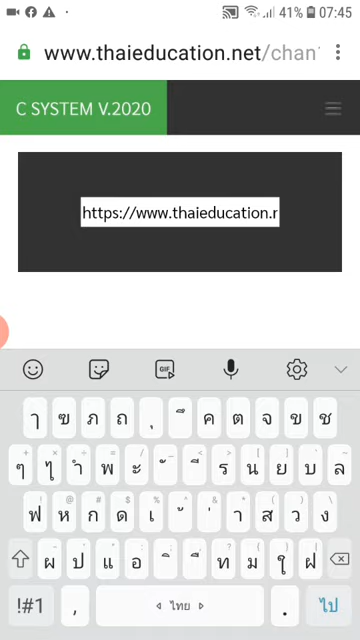 41% 07:45
www.thaieducation.net/chan
C SYSTEM V.2020
https://www.thaieducation.r
GIF
ๅ ฃ ภ ถ ุ ึ ค ต จ ข ช
ๆ ไ ำ พ ะ ั ี ร น ย บ ล
ฟ ห ก ด เ ้ ่ า ส ว ง
ผ ป แ อ ิ ื ท ม ใ ฝ
!#1 , ไทย . ไป